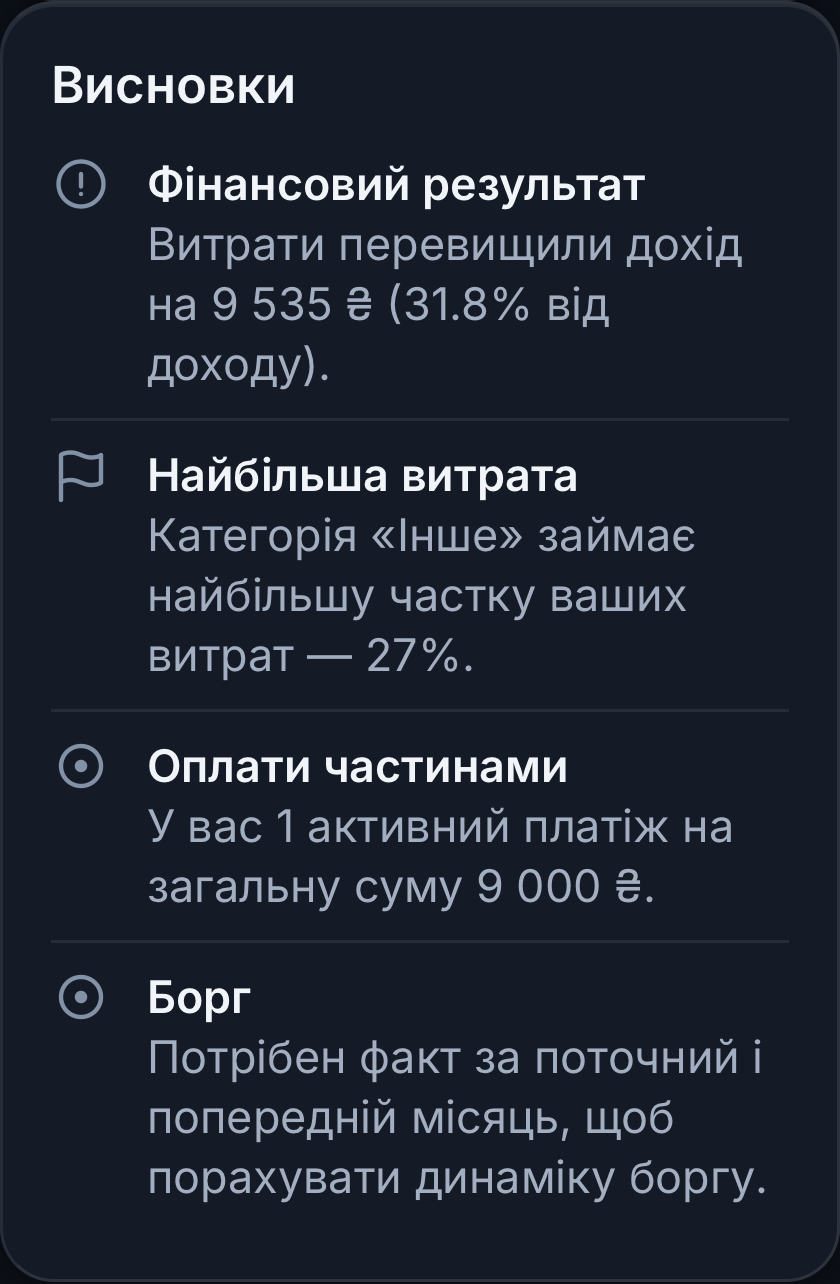 Висновки
Фінансовий результат
Витрати перевищили дохід
на 9 535 ₴ (31.8% від
доходу).
Найбільша витрата
Категорія «Інше» займає
найбільшу частку ваших
витрат — 27%.
Оплати частинами
У вас 1 активний платіж на
загальну суму 9 000 ₴.
Борг
Потрібен факт за поточний і
попередній місяць, щоб
порахувати динаміку боргу.